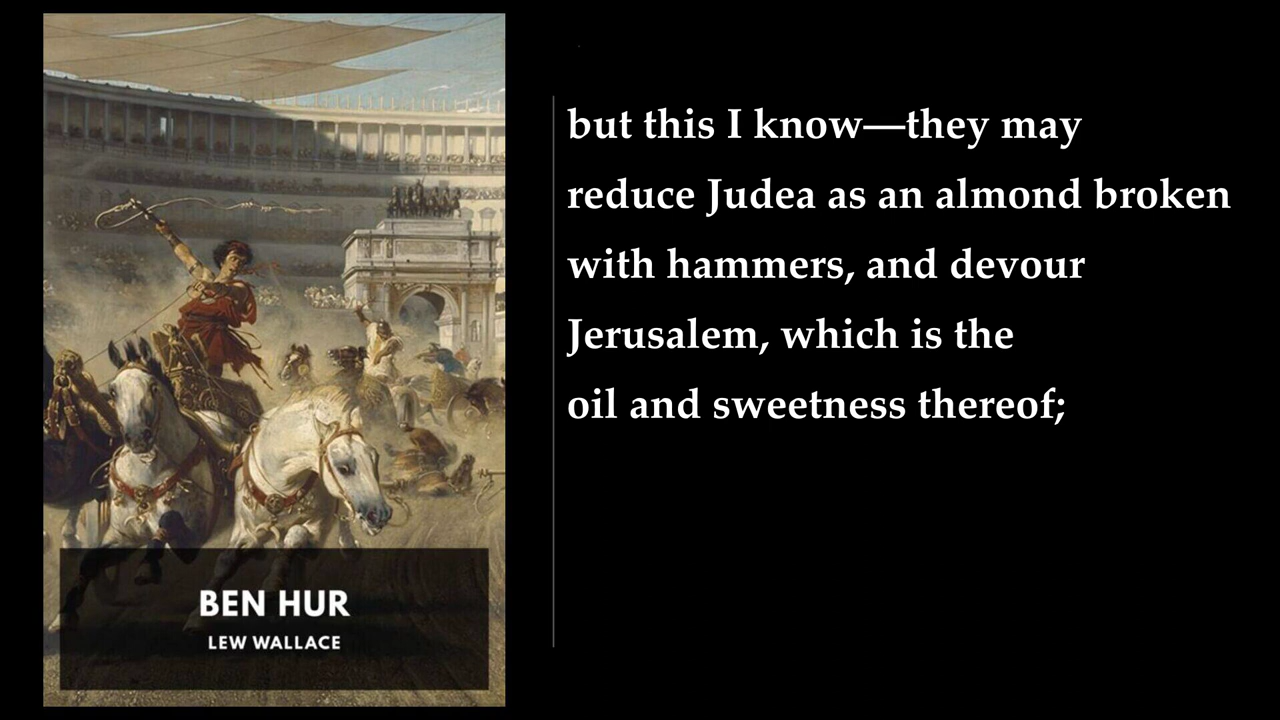 BEN HUR
LEW WALLACE
but this I know—they may
reduce Judea as an almond broken
with hammers, and devour
Jerusalem, which is the
oil and sweetness thereof;